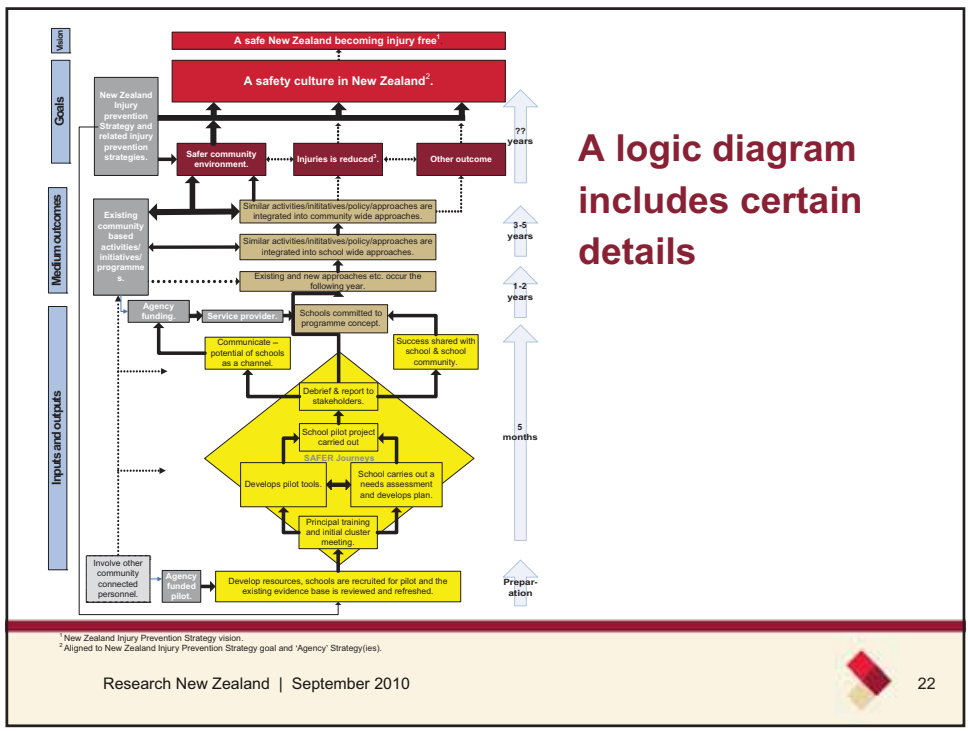 Vision
A safe New Zealand becoming injury free1.
Goals
A safety culture in New Zealand2.
New Zealand
Injury
prevention
Strategy and
related injury
prevention
strategies.
??
years
Safer community
environment.
Injuries is reduced3.
Other outcome
A logic diagram
includes certain
details
Medium outcomes
Existing
community
based
activities/
initiatives/
programme
s.
Similar activities/inititatives/policy/approaches are
integrated into community wide approaches.
3-5
years
Similar activities/inititatives/policy/approaches are
integrated into school wide approaches.
Existing and new approaches etc. occur the
following year.
1-2
years
Inputs and outputs
Agency
funding.
Service provider.
Schools committed to
programme concept.
Communicate –
potential of schools
as a channel.
Success shared with
school & school
community.
Debrief & report to
stakeholders.
School pilot project
carried out
5
months
SAFER Journeys
Develops pilot tools.
School carries out a
needs assessment
and develops plan.
Principal training
and initial cluster
meeting.
Involve other
community
connected
personnel.
Agency
funded
pilot.
Develop resources, schools are recruited for pilot and the
existing evidence base is reviewed and refreshed.
Prepar-
ation
1 New Zealand Injury Prevention Strategy vision.
2 Aligned to New Zealand Injury Prevention Strategy goal and 'Agency' Strategy(ies).
Research New Zealand | September 2010
22